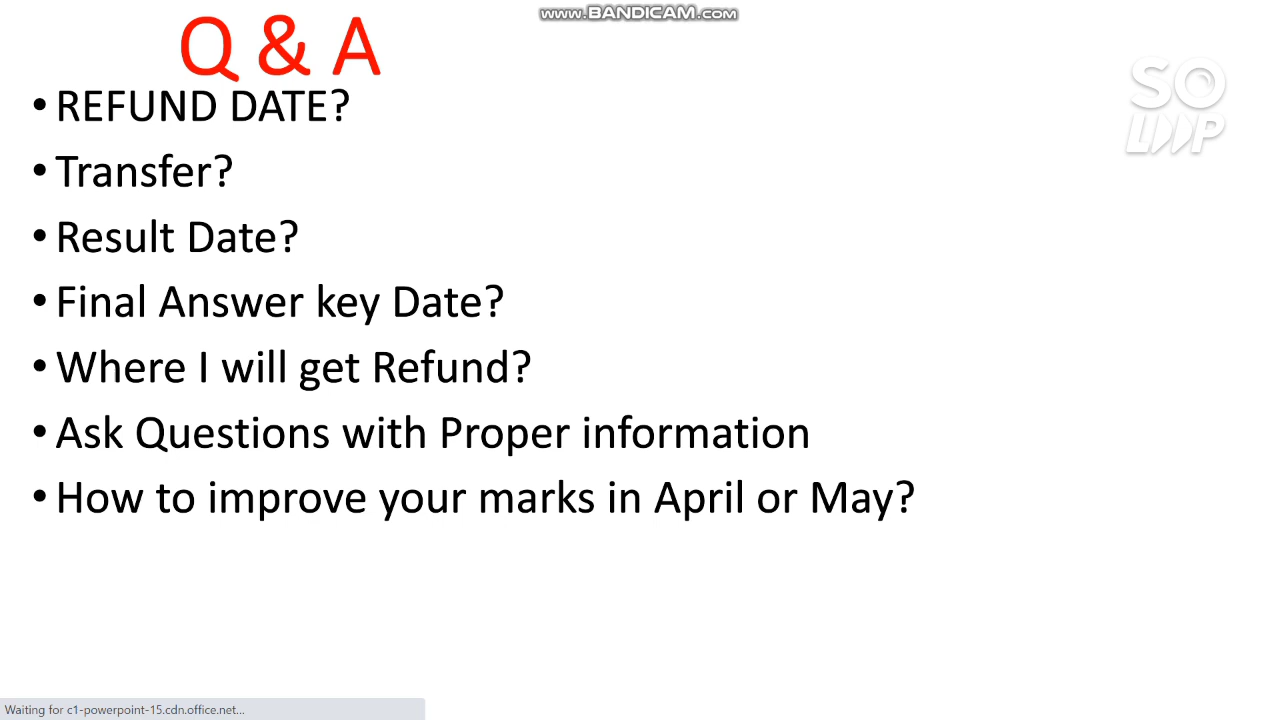 www.BANDICAM.com
Q & A
SO
LOOP
• REFUND DATE?
• Transfer?
• Result Date?
• Final Answer key Date?
• Where I will get Refund?
• Ask Questions with Proper information
• How to improve your marks in April or May?
Waiting for c1-powerpoint-15.cdn.office.net...